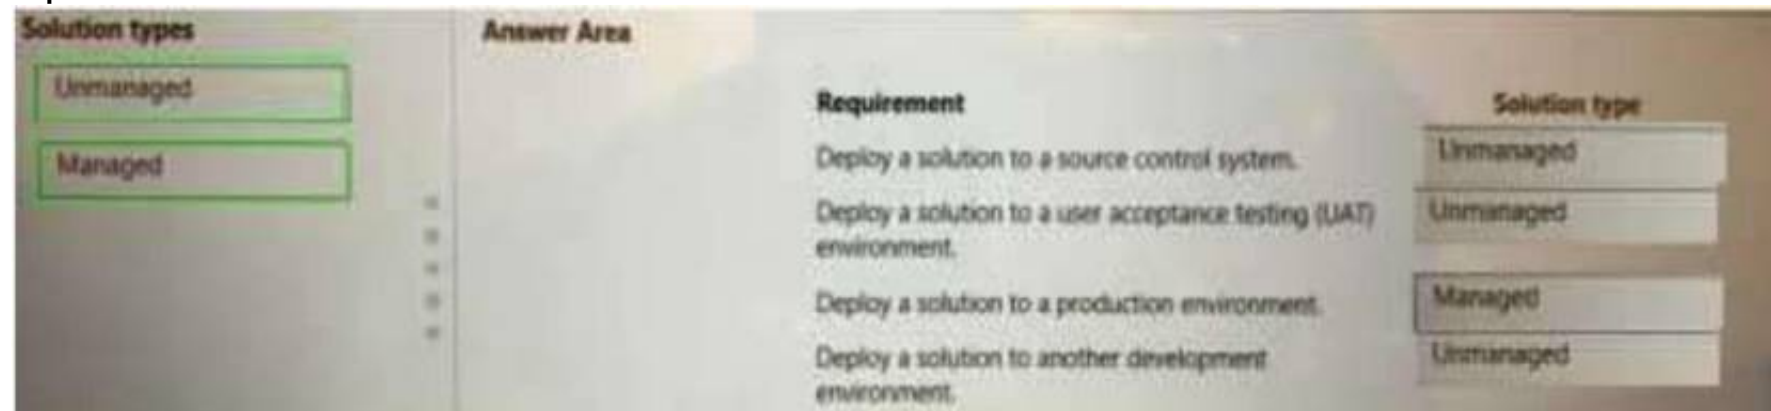 Solution types
Answer Area
Unmanaged
Managed
Requirement
Solution type
Deploy a solution to a source control system.
Unmanaged
Deploy a solution to a user acceptance testing (UAT)
environment.
Unmanaged
Deploy a solution to a production environment.
Managed
Deploy a solution to another development
environment.
Unmanaged